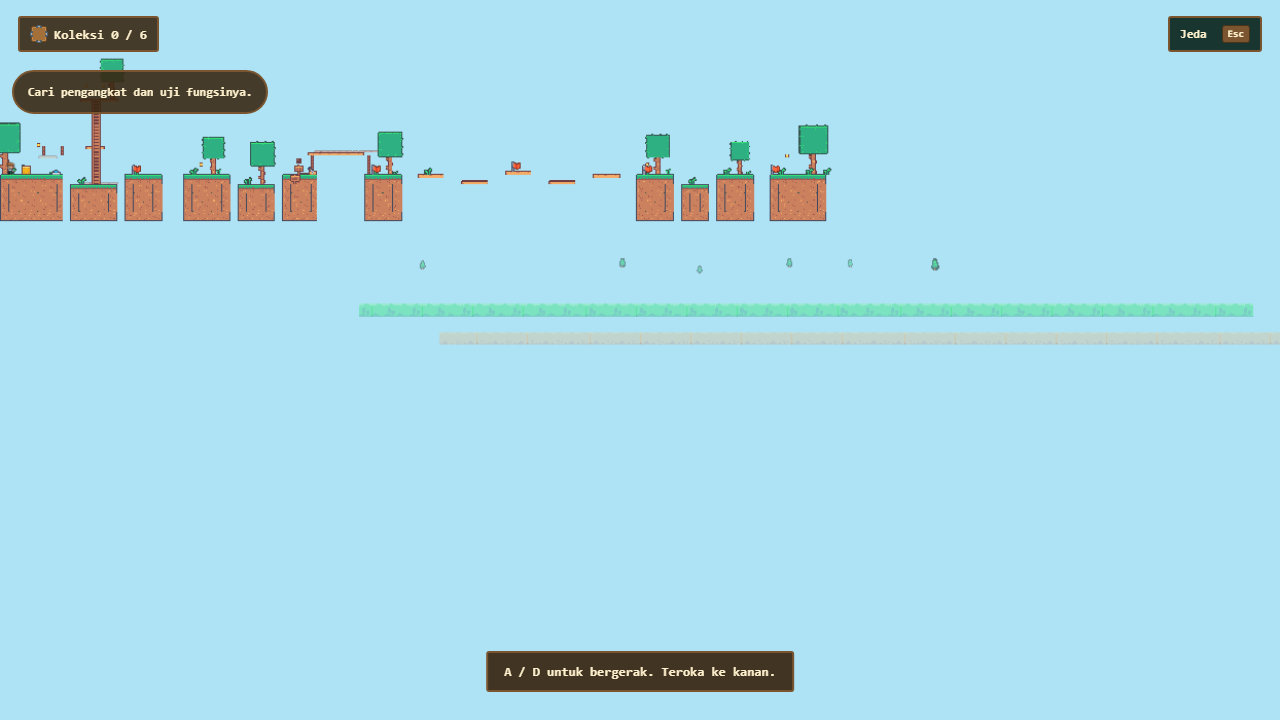 Koleksi 0 / 6
Jeda Esc
Cari pengangkat dan uji fungsinya.
A / D untuk bergerak. Teroka ke kanan.